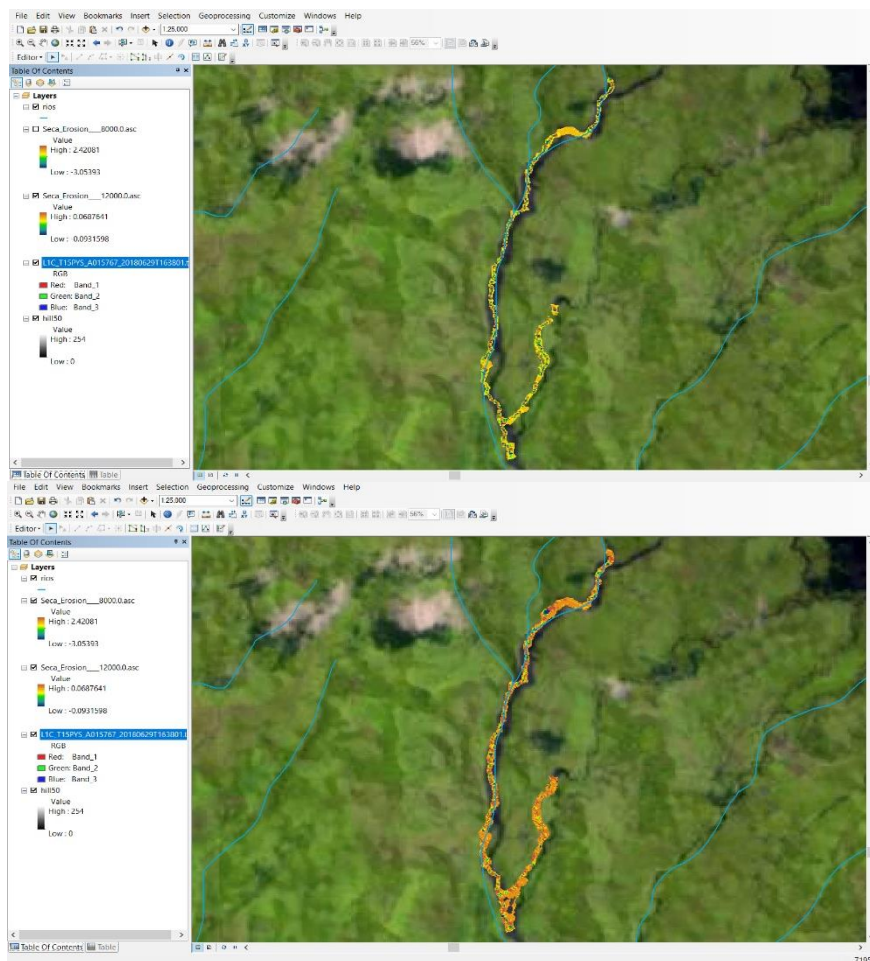 File Edit View Bookmarks Insert Selection Geoprocessing Customize Windows Help
1:25.000
56%
Editor
Table Of Contents
Layers
rios
Seca_Erosion___8000.0.asc
Value
High : 2.42081
Low : -3.05393
Seca_Erosion___12000.0.asc
Value
High : 0.0687641
Low : -0.0931598
L1C_T15PYS_A015767_20180629T163801.t
RGB
Red: Band_1
Green: Band_2
Blue: Band_3
hill50
Value
High : 254
Low : 0
Table Of Contents Table
File Edit View Bookmarks Insert Selection Geoprocessing Customize Windows Help
1:25.000
56%
Editor
Table Of Contents
Layers
rios
Seca_Erosion___8000.0.asc
Value
High : 2.42081
Low : -3.05393
Seca_Erosion___12000.0.asc
Value
High : 0.0687641
Low : -0.0931598
L1C_T15PYS_A015767_20180629T163801.t
RGB
Red: Band_1
Green: Band_2
Blue: Band_3
hill50
Value
High : 254
Low : 0
Table Of Contents Table
7195